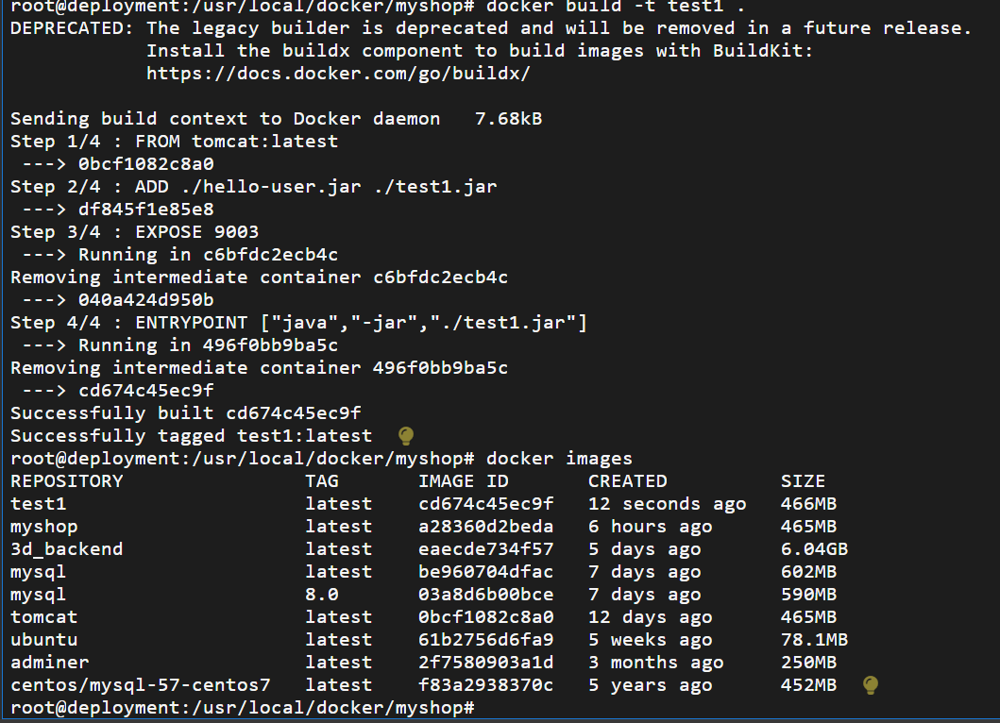 root@deployment:/usr/local/docker/myshop# docker build -t test1 .
DEPRECATED: The legacy builder is deprecated and will be removed in a future release.
            Install the buildx component to build images with BuildKit:
            https://docs.docker.com/go/buildx/

Sending build context to Docker daemon   7.68kB
Step 1/4 : FROM tomcat:latest
 ---> 0bcf1082c8a0
Step 2/4 : ADD ./hello-user.jar ./test1.jar
 ---> df845f1e85e8
Step 3/4 : EXPOSE 9003
 ---> Running in c6bfdc2ecb4c
Removing intermediate container c6bfdc2ecb4c
 ---> 040a424d950b
Step 4/4 : ENTRYPOINT ["java","-jar","./test1.jar"]
 ---> Running in 496f0bb9ba5c
Removing intermediate container 496f0bb9ba5c
 ---> cd674c45ec9f
Successfully built cd674c45ec9f
Successfully tagged test1:latest
root@deployment:/usr/local/docker/myshop# docker images
REPOSITORY                TAG       IMAGE ID       CREATED          SIZE
test1                     latest    cd674c45ec9f   12 seconds ago   466MB
myshop                    latest    a28360d2beda   6 hours ago      465MB
3d_backend                latest    eaecde734f57   5 days ago       6.04GB
mysql                     latest    be960704dfac   7 days ago       602MB
mysql                     8.0       03a8d6b00bce   7 days ago       590MB
tomcat                    latest    0bcf1082c8a0   12 days ago      465MB
ubuntu                    latest    61b2756d6fa9   5 weeks ago      78.1MB
adminer                   latest    2f7580903a1d   3 months ago     250MB
centos/mysql-57-centos7   latest    f83a2938370c   5 years ago      452MB
root@deployment:/usr/local/docker/myshop#